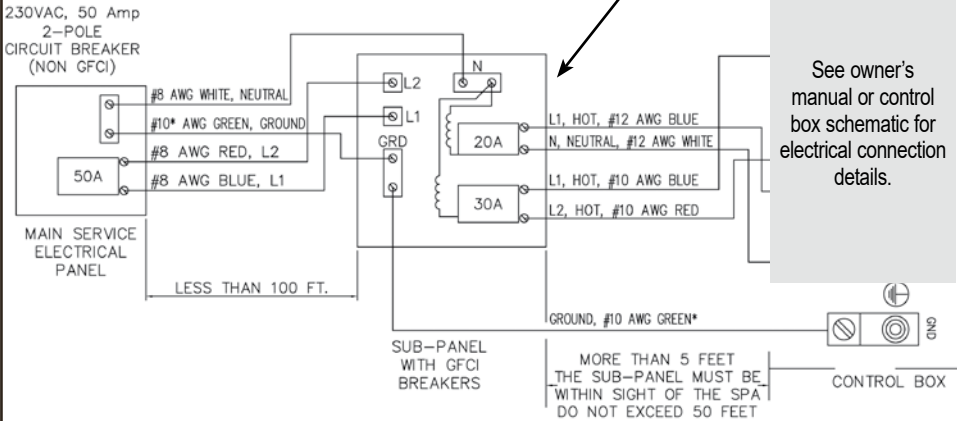 230VAC, 50 Amp
2-POLE
CIRCUIT BREAKER
(NON GFCI)
#8 AWG WHITE, NEUTRAL
#10* AWG GREEN, GROUND
#8 AWG RED, L2
#8 AWG BLUE, L1
50A
MAIN SERVICE
ELECTRICAL
PANEL
LESS THAN 100 FT.
L2
N
L1
GRD
20A
30A
SUB-PANEL
WITH GFCI
BREAKERS
L1, HOT, #12 AWG BLUE
N, NEUTRAL, #12 AWG WHITE
L1, HOT, #10 AWG BLUE
L2, HOT, #10 AWG RED
GROUND, #10 AWG GREEN*
MORE THAN 5 FEET
THE SUB-PANEL MUST BE
WITHIN SIGHT OF THE SPA
DO NOT EXCEED 50 FEET
See owner's
manual or control
box schematic for
electrical connection
details.
GND
CONTROL BOX